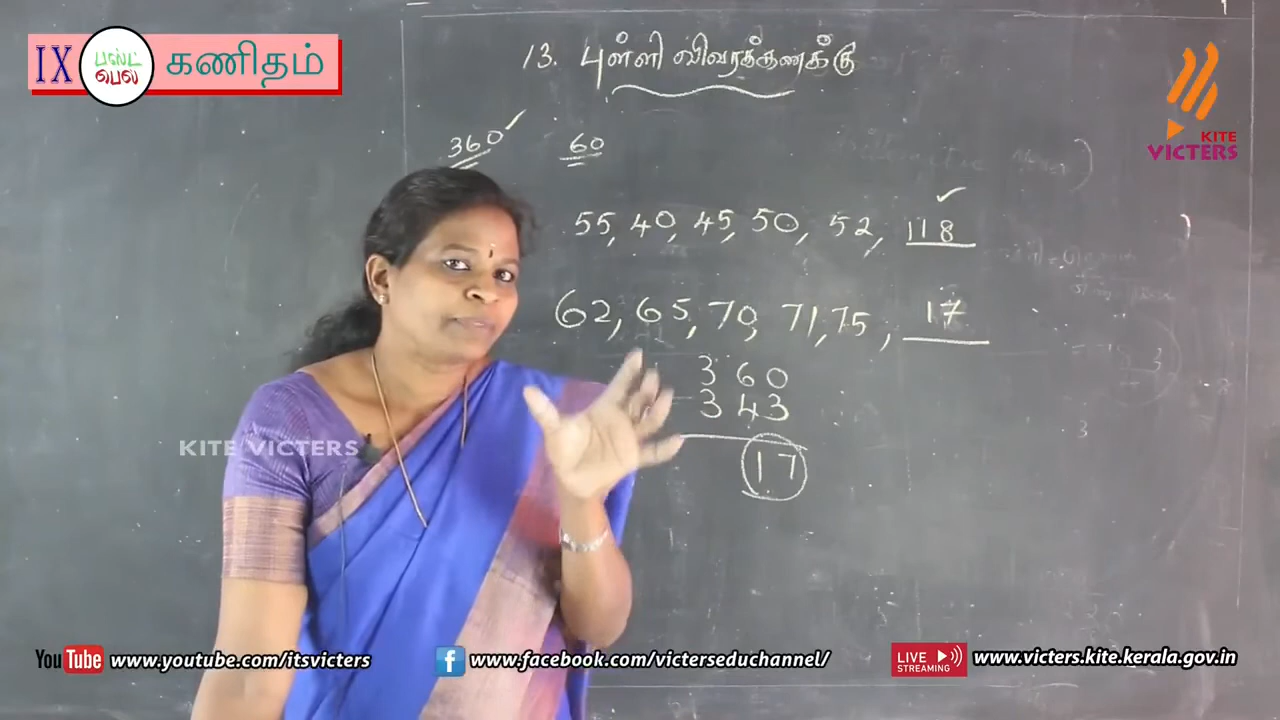 IX பஸ்ட் பெல் கணிதம்
13. புள்ளி விவரக்கணக்கு
KITE VICTERS
360 ✓ 60
55, 40, 45, 50, 52, 118 ✓
62, 65, 70, 71, 75, 17
360
343
17
KITE VICTERS
YouTube www.youtube.com/itsvicters
f www.facebook.com/victerseduchannel/
LIVE STREAMING www.victers.kite.kerala.gov.in